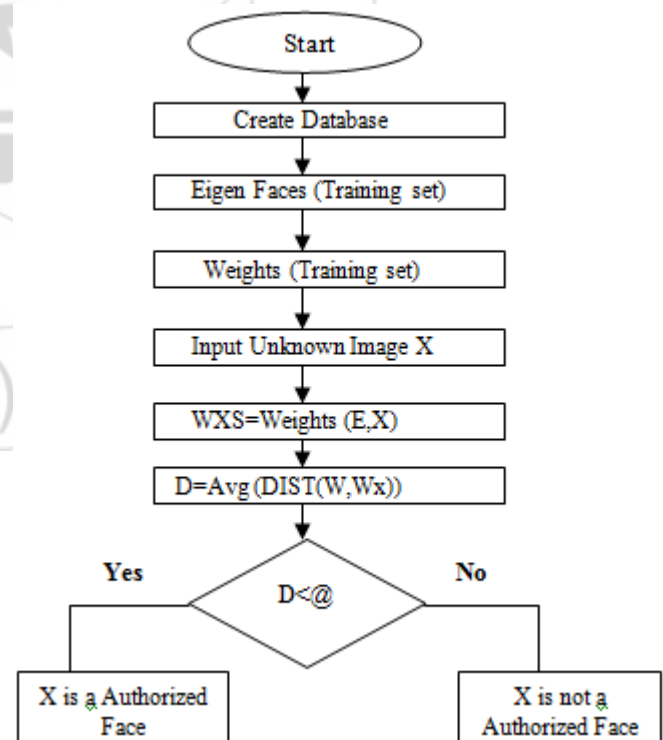 Start
Create Database
Eigen Faces (Training set)
Weights (Training set)
Input Unknown Image X
WXS=Weights (E,X)
D=Avg (DIST(W,Wx))
Yes
No
D<@
X is a Authorized
Face
X is not a
Authorized Face